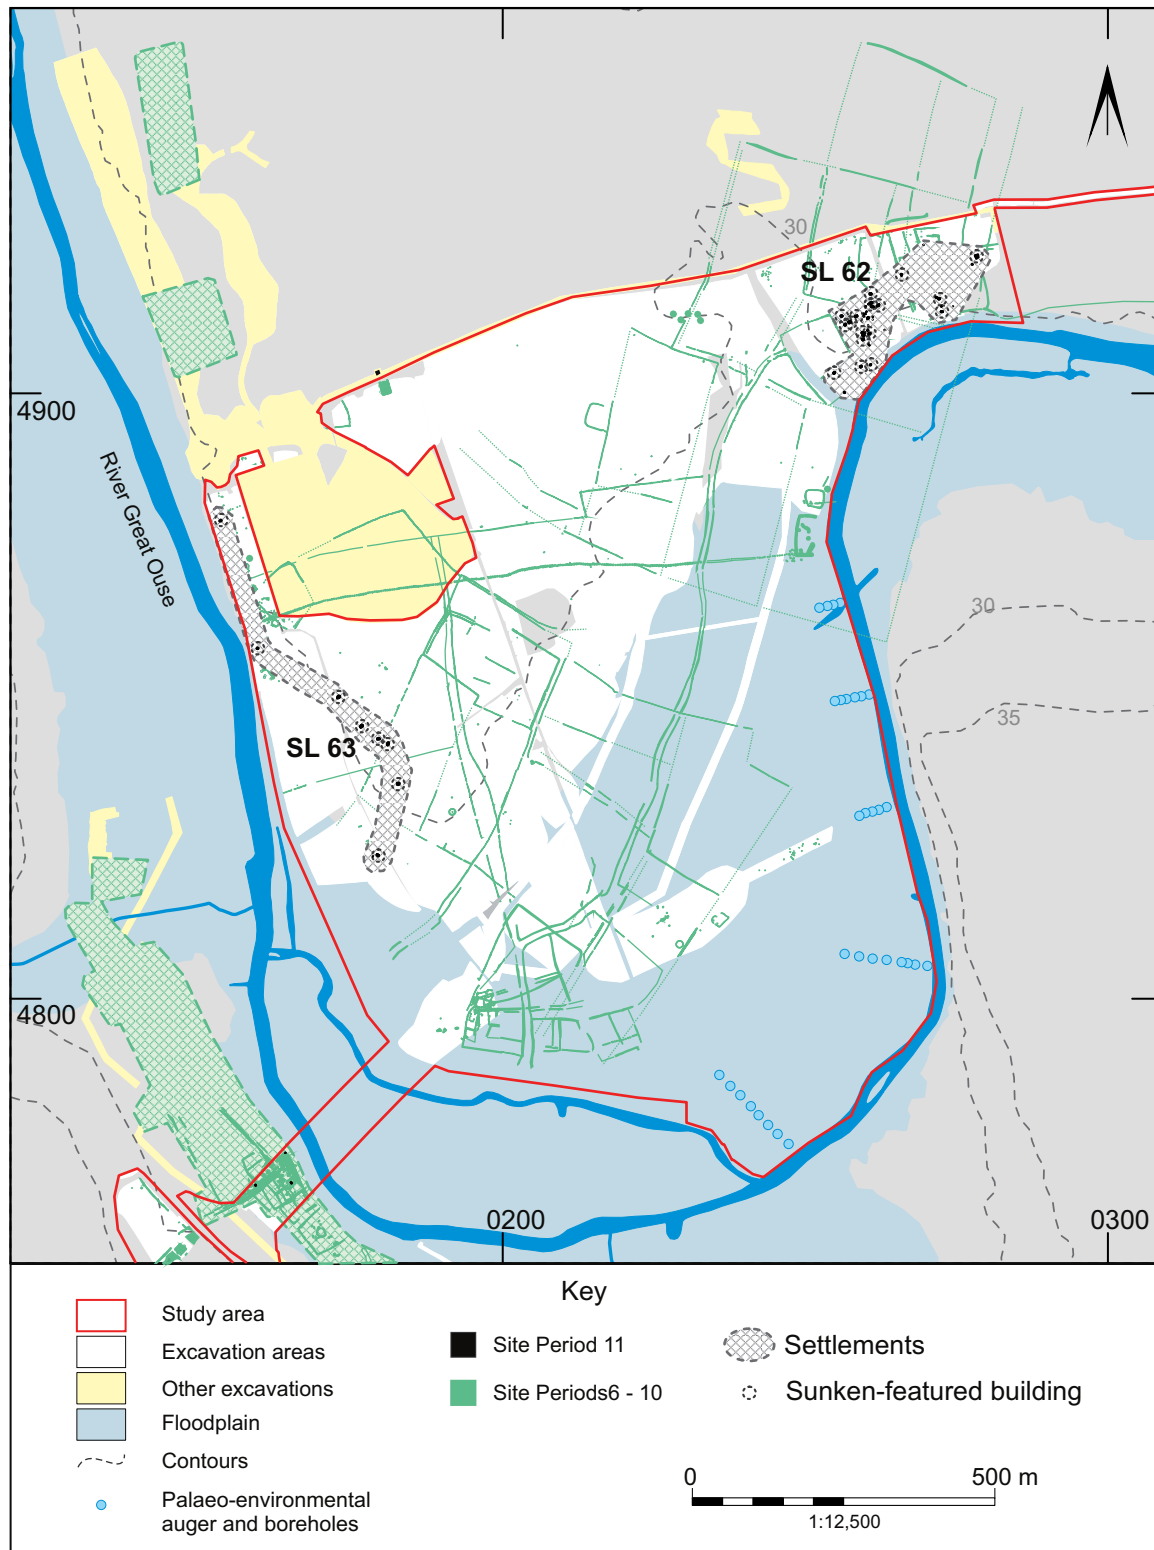 30
SL 62
4900
River Great Ouse
30
35
SL 63
4800
0200
0300
Key
Study area
Excavation areas
Other excavations
Floodplain
Contours
Palaeo-environmental
auger and boreholes
Site Period 11
Site Periods6 - 10
Settlements
Sunken-featured building
0
500 m
1:12,500